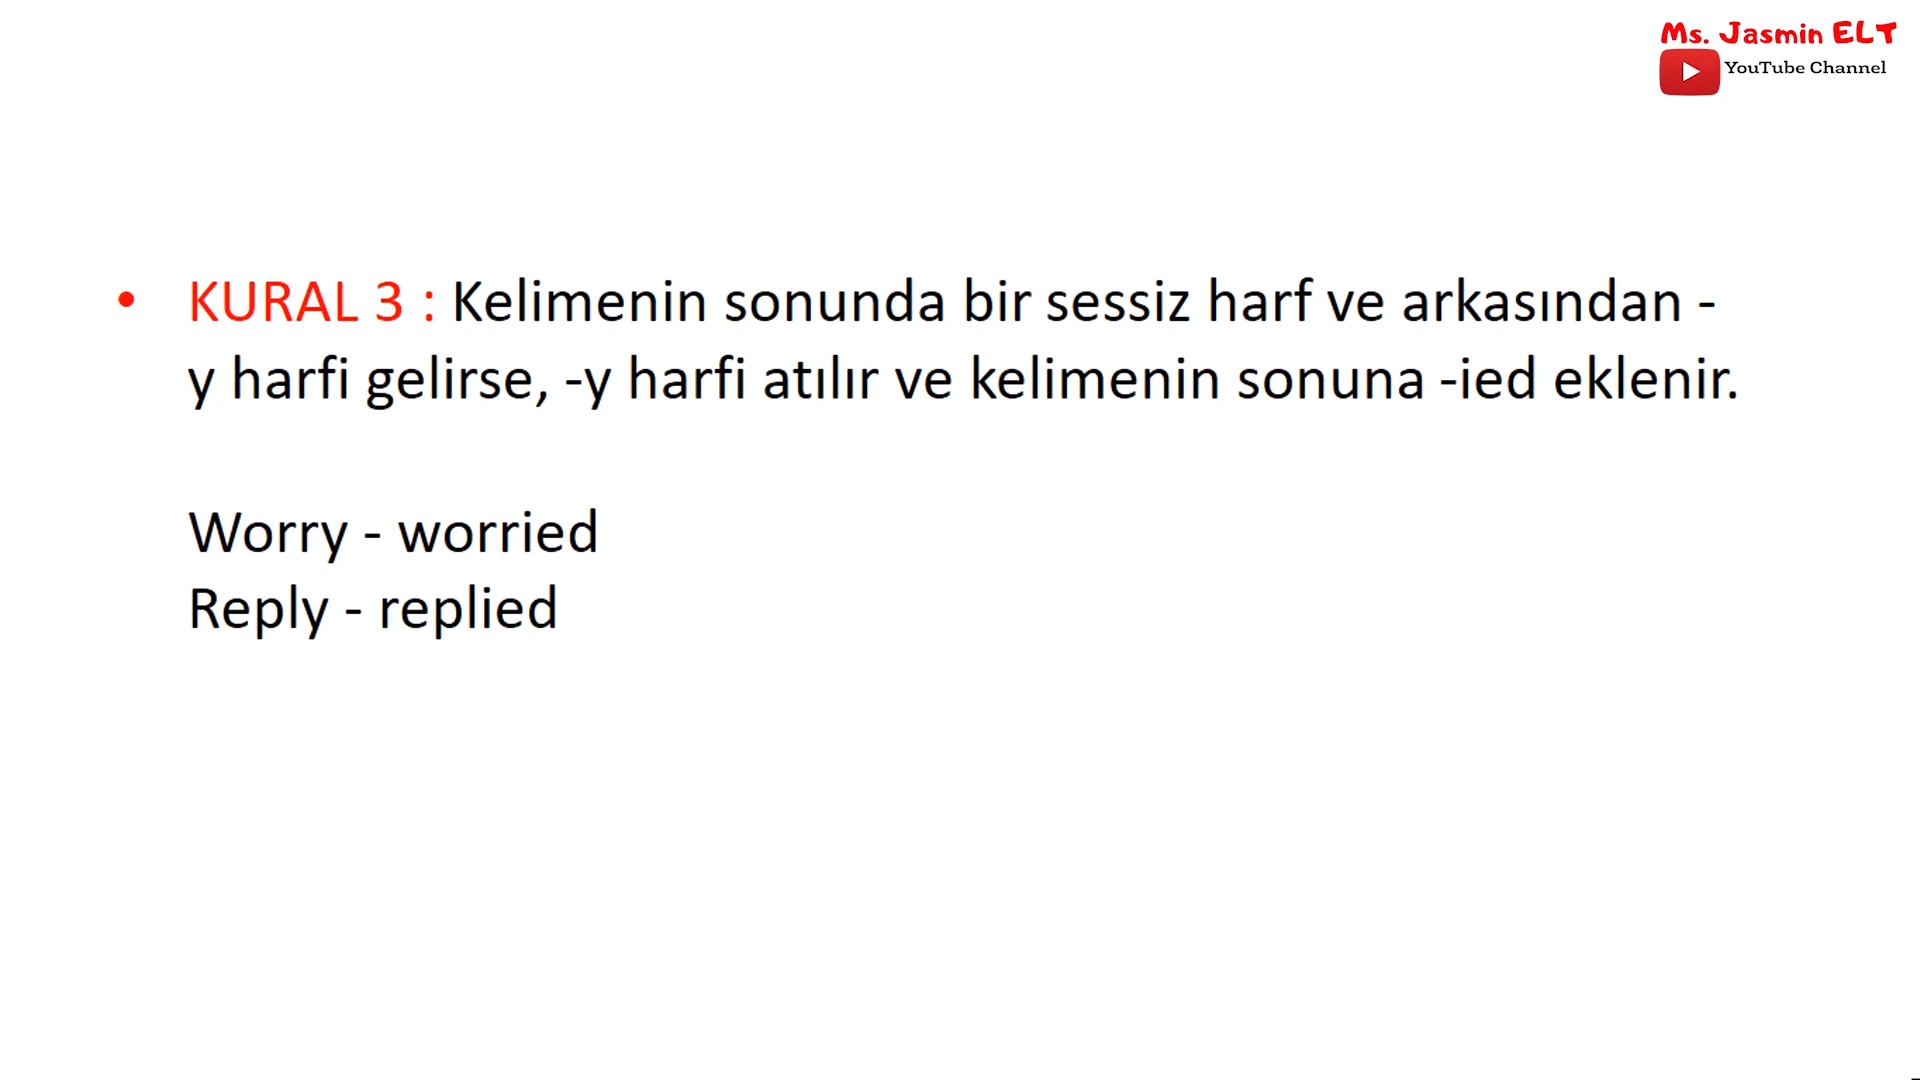 Ms. Jasmin ELT
YouTube Channel
• KURAL 3 : Kelimenin sonunda bir sessiz harf ve arkasından -
y harfi gelirse, -y harfi atılır ve kelimenin sonuna -ied eklenir.
Worry - worried
Reply - replied